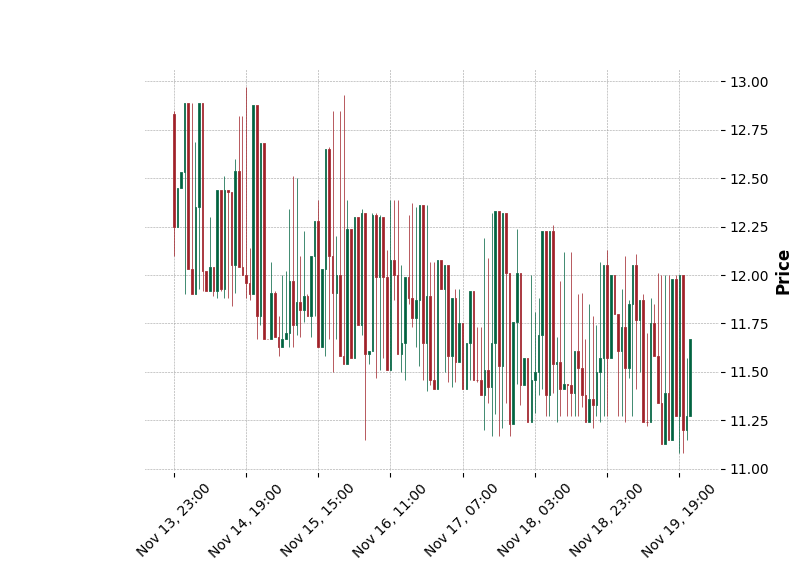 13.00
12.75
12.50
12.25
12.00
11.75
11.50
11.25
11.00
Price
Nov 13, 23:00
Nov 14, 19:00
Nov 15, 15:00
Nov 16, 11:00
Nov 17, 07:00
Nov 18, 03:00
Nov 18, 23:00
Nov 19, 19:00